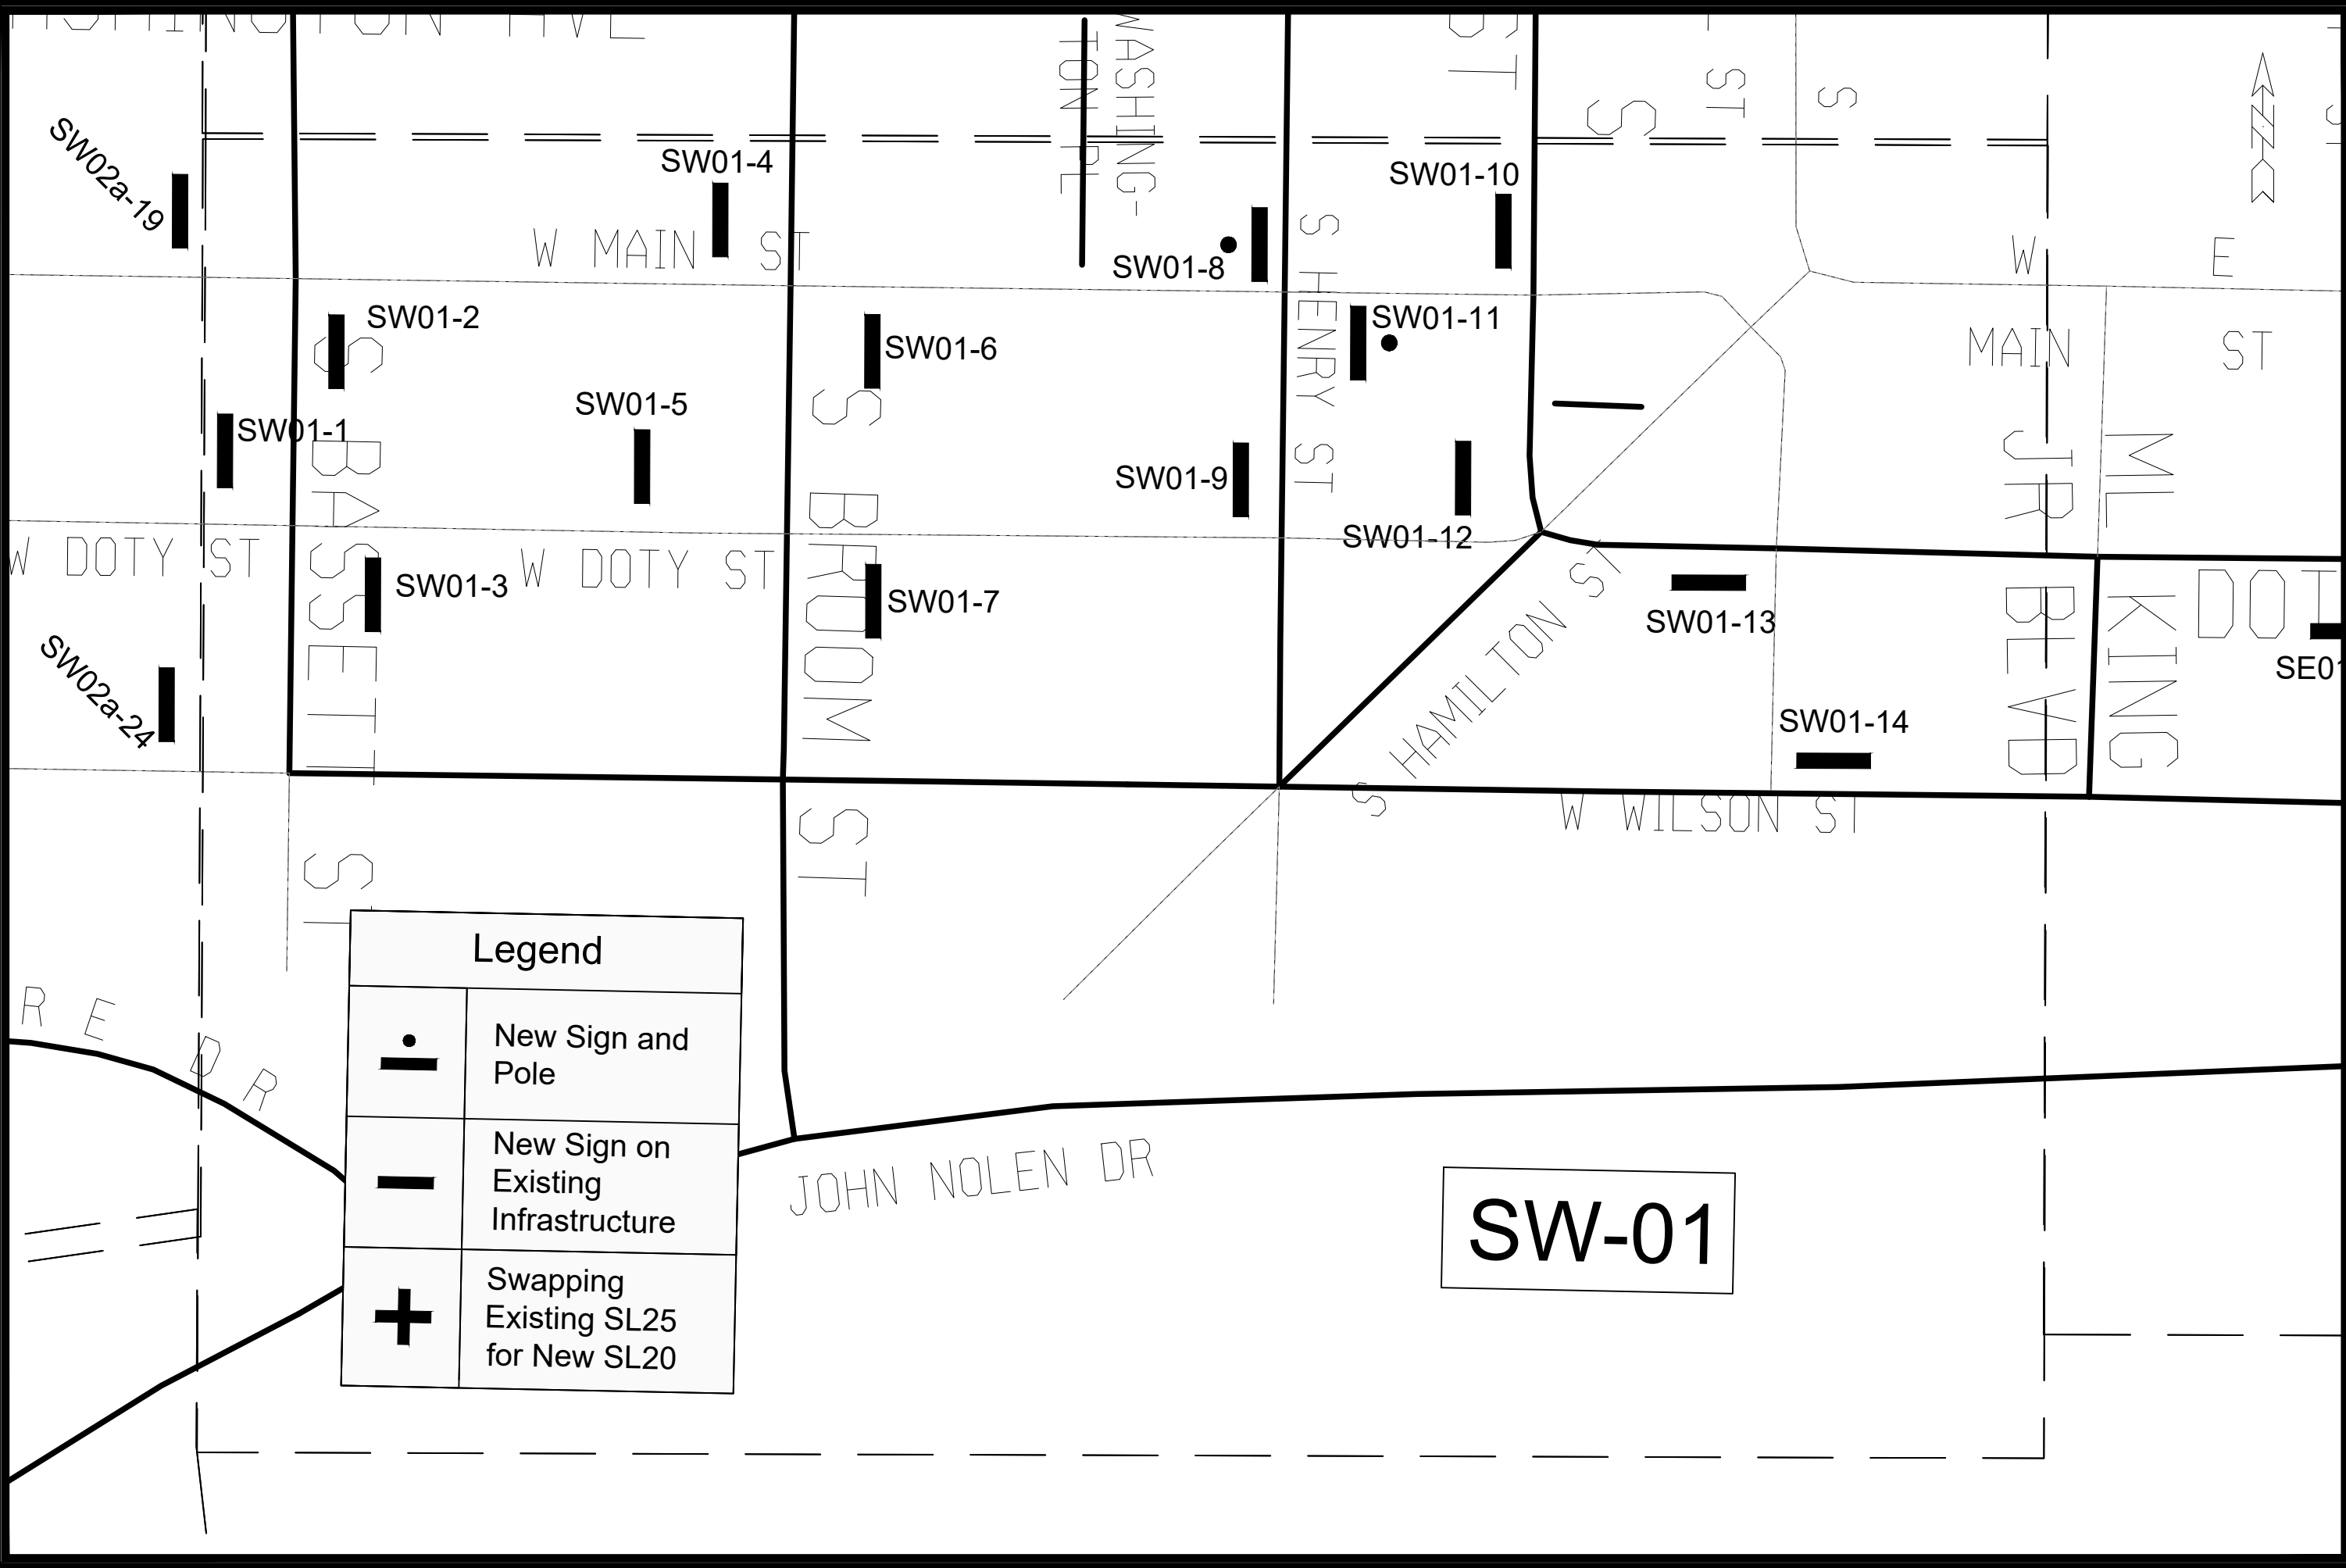 SW02a-19
SW01-4
WASHING-
TON PL
SW01-10
W MAIN ST
SW01-8
S HENRY ST
W
E
MAIN
ST
SW01-2
SW01-6
SW01-11
SW01-1
SW01-5
SW01-9
SW01-12
S BASSETT ST
S BROOM ST
W DOTY ST
W DOTY ST
SW01-3
SW01-7
SW01-13
S HAMILTON ST
ML KING
JR BLVD
SW02a-24
SW01-14
W WILSON ST
Legend
New Sign and
Pole
New Sign on
Existing
Infrastructure
Swapping
Existing SL25
for New SL20
JOHN NOLEN DR
SW-01
R E D R